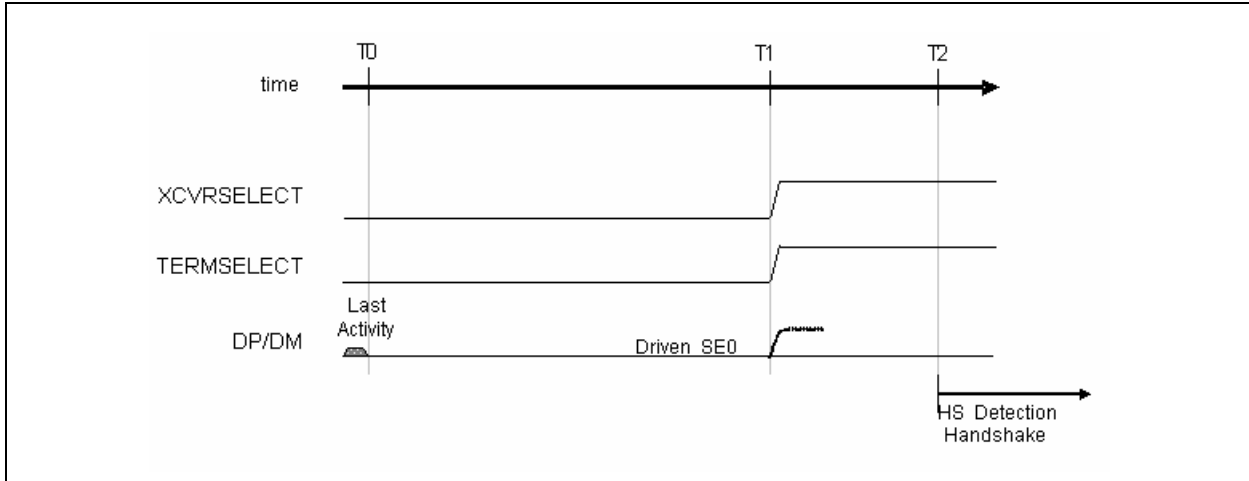 T0
T1
T2
time
XCVRSELECT
TERMSELECT
Last
Activity
DP/DM
Driven SE0
HS Detection
Handshake